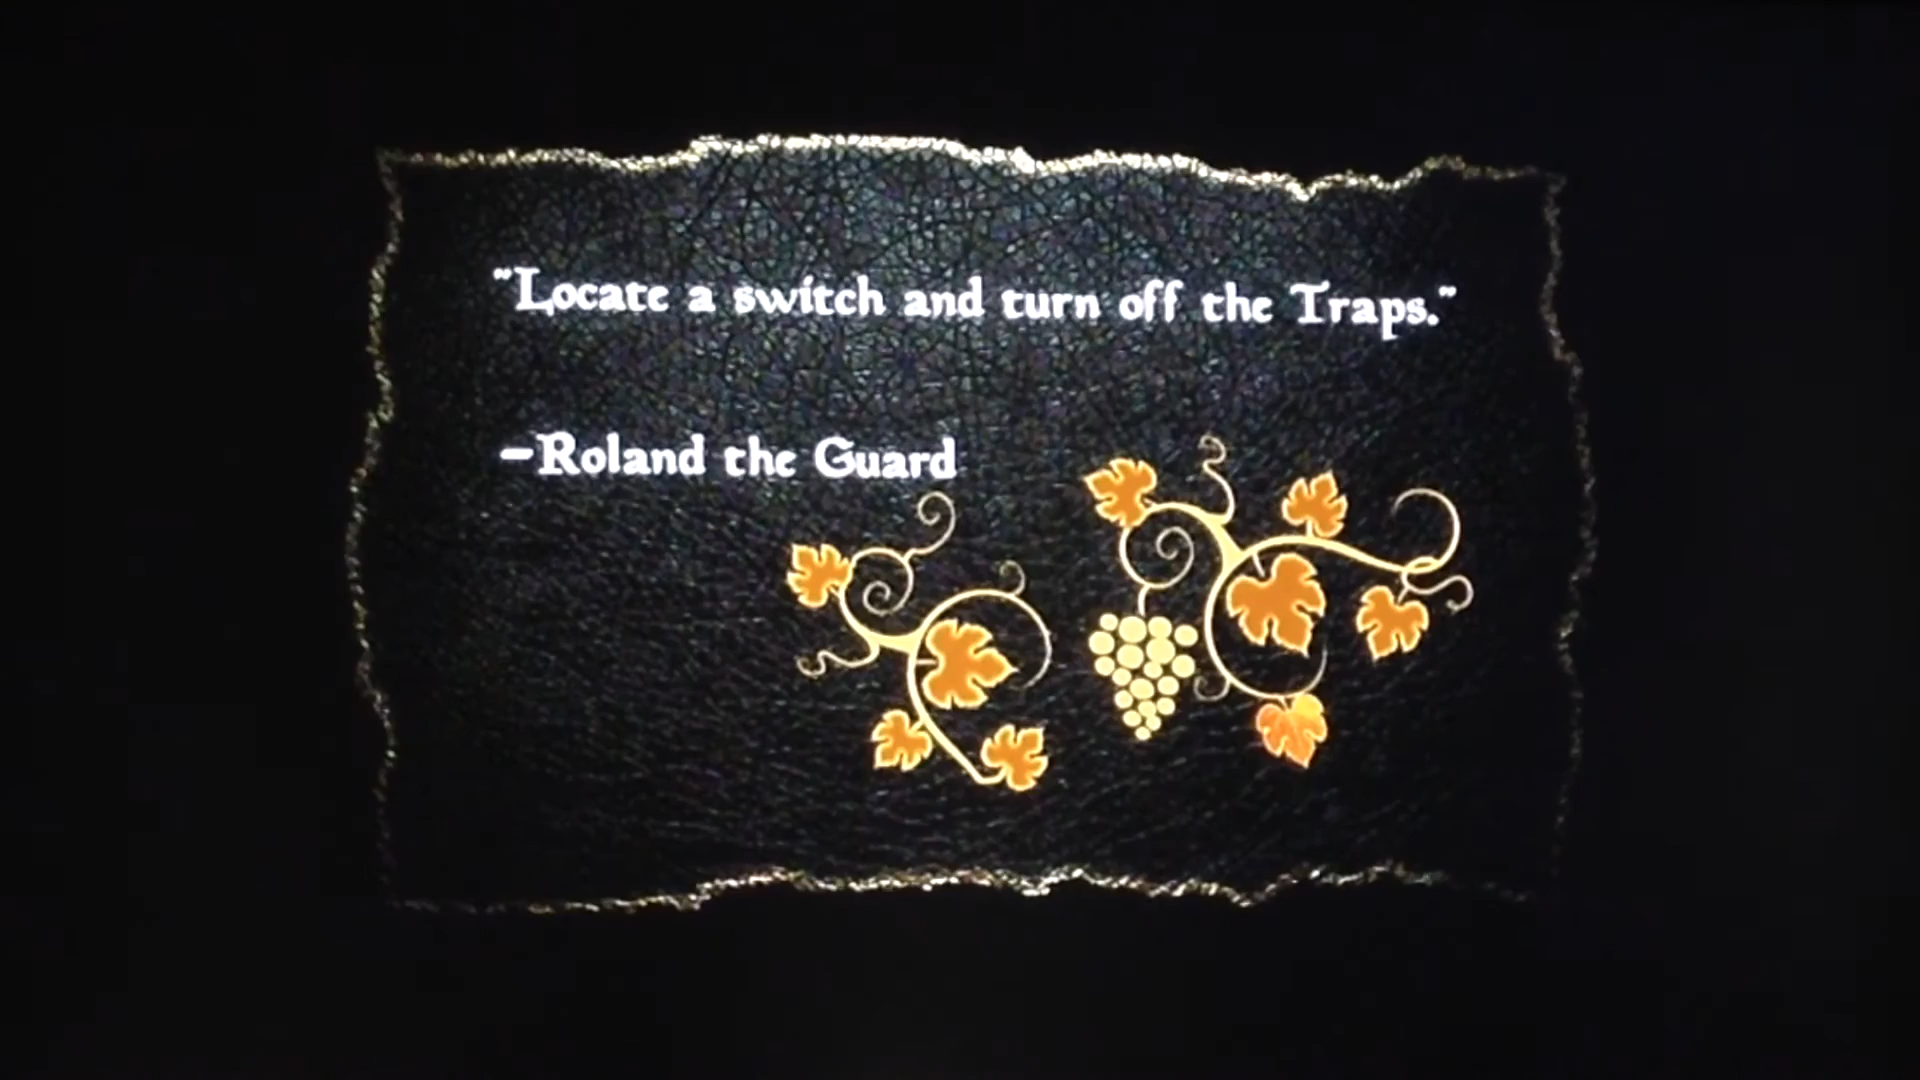 "Locate a switch and turn off the Traps."
-Roland the Guard